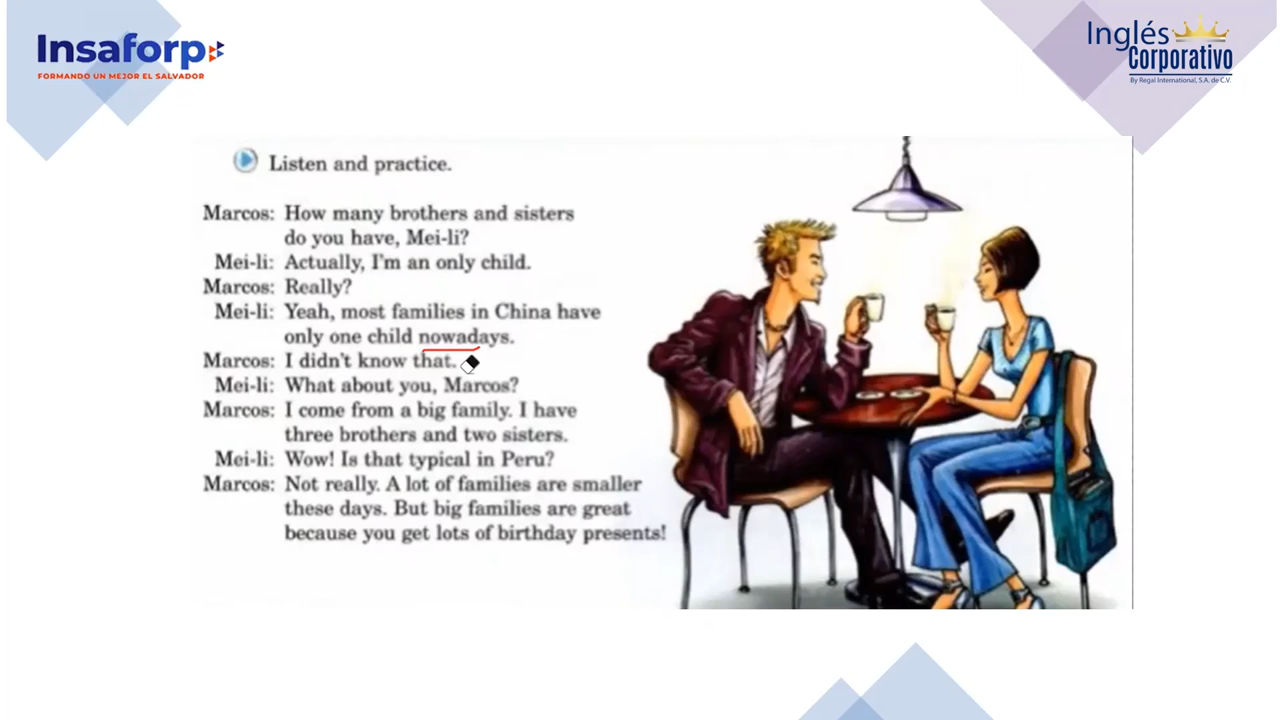 Insaforp
FORMANDO UN MEJOR EL SALVADOR
Inglés
Corporativo
By Regal International, S.A. de C.V.
Listen and practice.
Marcos: How many brothers and sisters
do you have, Mei-li?
Mei-li: Actually, I'm an only child.
Marcos: Really?
Mei-li: Yeah, most families in China have
only one child nowadays.
Marcos: I didn't know that.
Mei-li: What about you, Marcos?
Marcos: I come from a big family. I have
three brothers and two sisters.
Mei-li: Wow! Is that typical in Peru?
Marcos: Not really. A lot of families are smaller
these days. But big families are great
because you get lots of birthday presents!